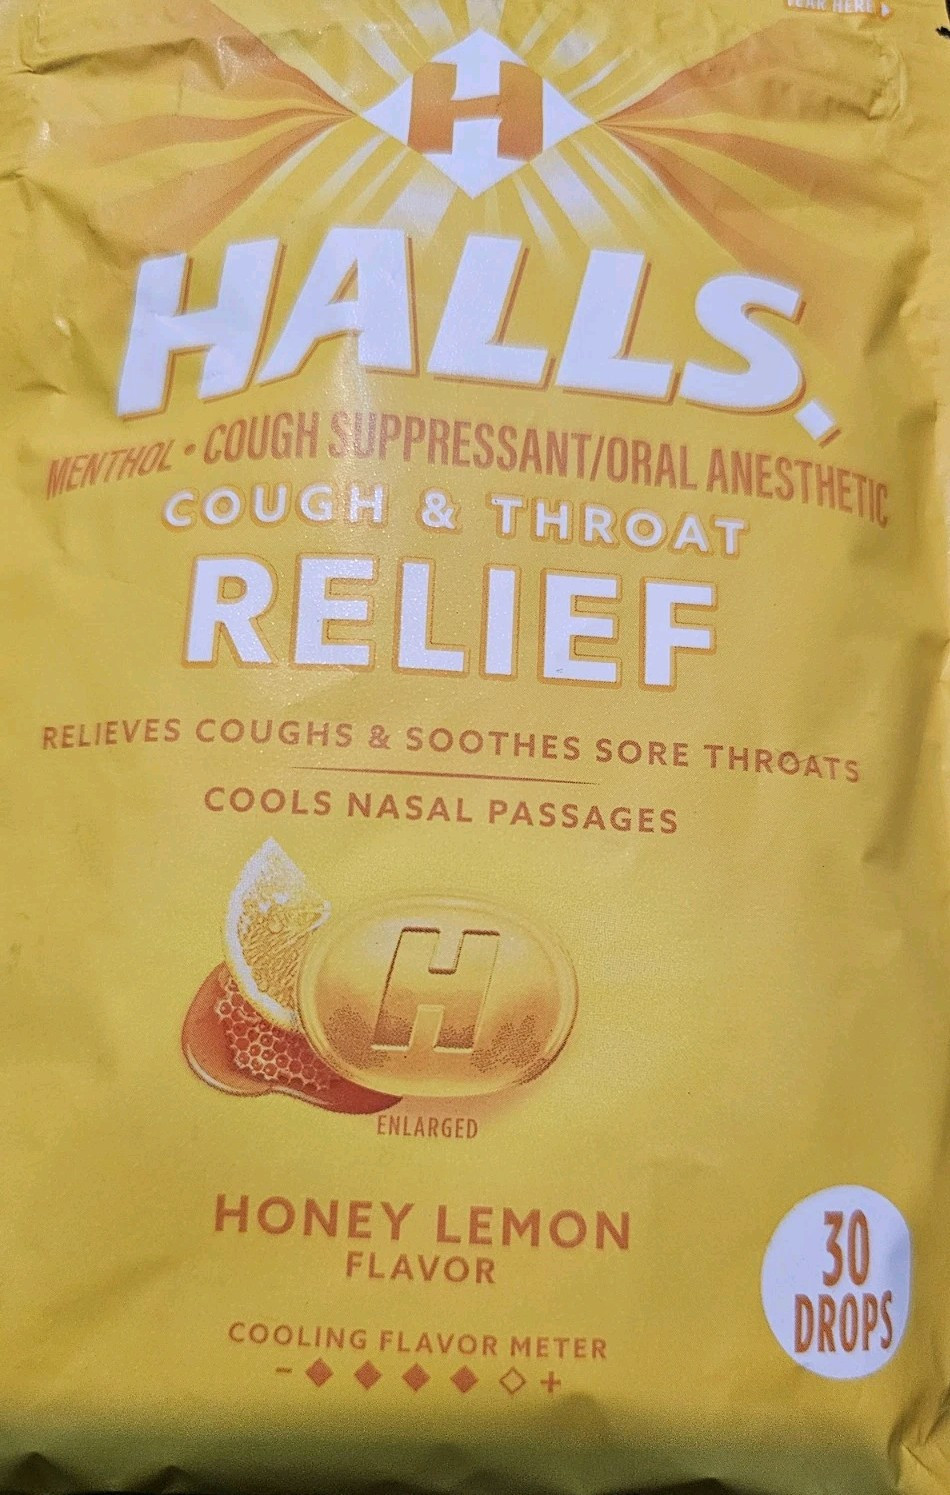 TEAR HERE
H
HALLS.
MENTHOL • COUGH SUPPRESSANT/ORAL ANESTHETIC
COUGH & THROAT
RELIEF
RELIEVES COUGHS & SOOTHES SORE THROATS
COOLS NASAL PASSAGES
H
ENLARGED
HONEY LEMON
FLAVOR
30
DROPS
COOLING FLAVOR METER
- +